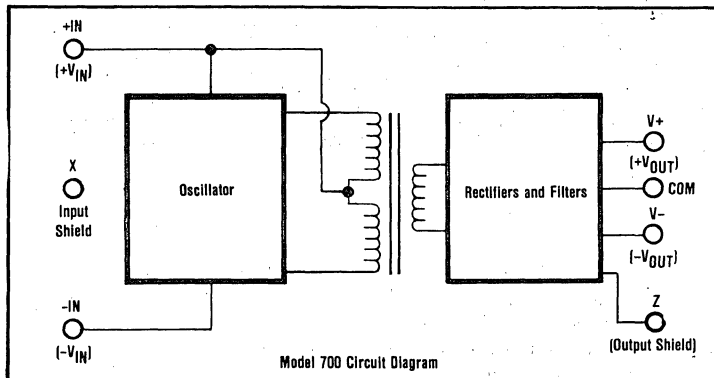 +IN
(+VIN)
X
Input
Shield
-IN
(-VIN)
Oscillator
Rectifiers and Filters
V+
(+VOUT)
COM
V-
(-VOUT)
Z
(Output Shield)
Model 700 Circuit Diagram